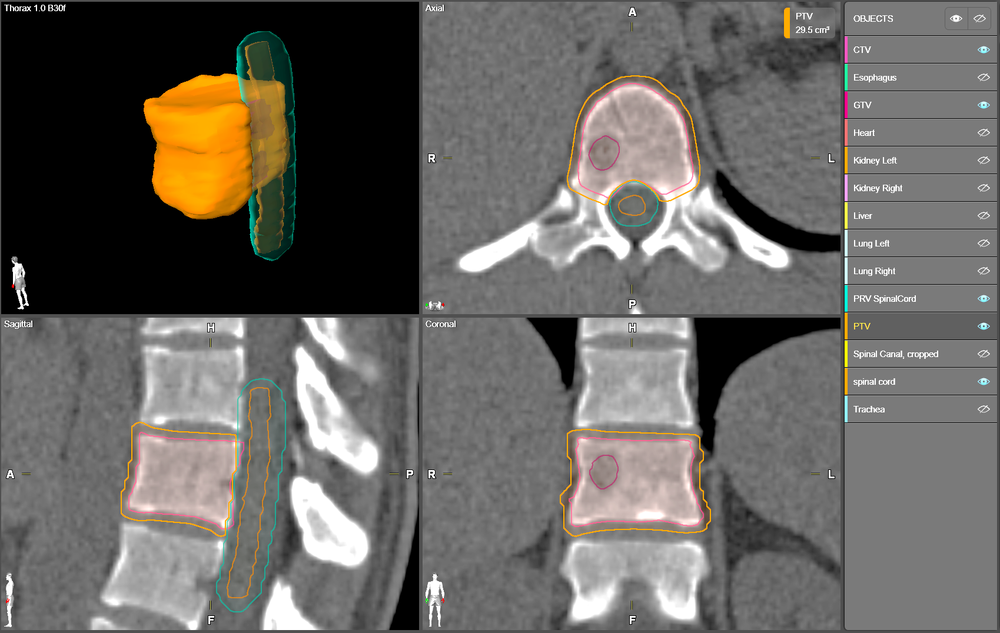 Thorax 1.0 B30f
Axial
A
PTV
29.5 cm³
R
L
P
Sagittal
H
A
P
F
Coronal
H
R
L
F
OBJECTS
CTV
Esophagus
GTV
Heart
Kidney Left
Kidney Right
Liver
Lung Left
Lung Right
PRV SpinalCord
PTV
Spinal Canal, cropped
spinal cord
Trachea